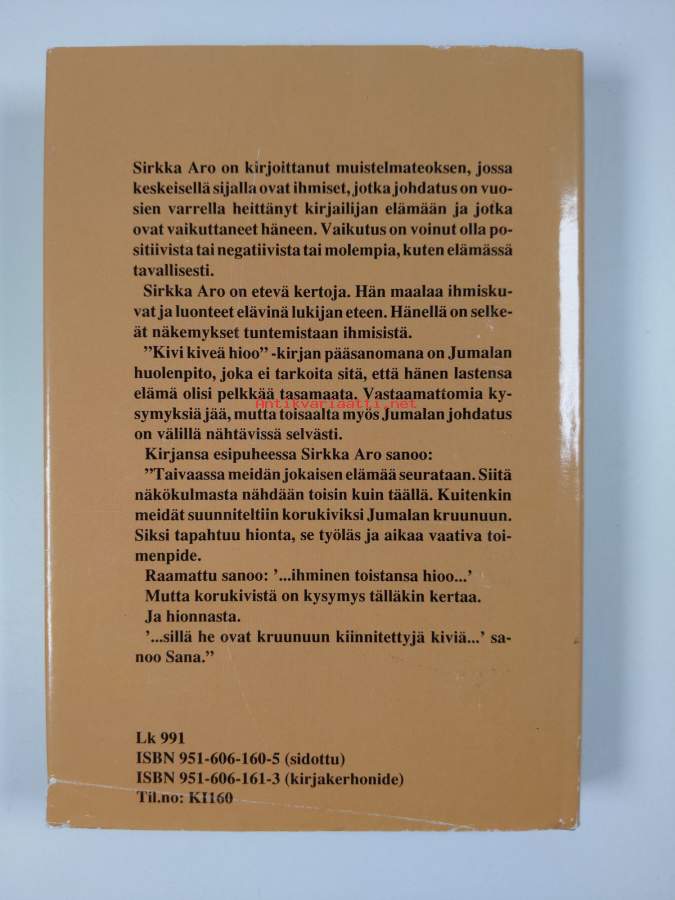 Sirkka Aro on kirjoittanut muistelmateoksen, jossa
keskeisellä sijalla ovat ihmiset, jotka johdatus on vuo-
sien varrella heittänyt kirjailijan elämään ja jotka
ovat vaikuttaneet häneen. Vaikutus on voinut olla po-
sitiivista tai negatiivista tai molempia, kuten elämässä
tavallisesti.
Sirkka Aro on etevä kertoja. Hän maalaa ihmisku-
vat ja luonteet elävinä lukijan eteen. Hänellä on selke-
ät näkemykset tuntemistaan ihmisistä.
”Kivi kiveä hioo” -kirjan pääsanomana on Jumalan
huolenpito, joka ei tarkoita sitä, että hänen lastensa
elämä olisi pelkkää tasamaata. Vastaamattomia ky-
Antikvariaatti.net
symyksiä jää, mutta toisaalta myös Jumalan johdatus
on välillä nähtävissä selvästi.
Kirjansa esipuheessa Sirkka Aro sanoo:
”Taivaassa meidän jokaisen elämää seurataan. Siitä
näkökulmasta nähdään toisin kuin täällä. Kuitenkin
meidät suunniteltiin korukiviksi Jumalan kruunuun.
Siksi tapahtuu hionta, se työläs ja aikaa vaativa toi-
menpide.
Raamattu sanoo: ’...ihminen toistansa hioo...’
Mutta korukivistä on kysymys tälläkin kertaa.
Ja hionnasta.
’...sillä he ovat kruunuun kiinnitettyjä kiviä...’ sa-
noo Sana.”
Lk 991
ISBN 951-606-160-5 (sidottu)
ISBN 951-606-161-3 (kirjakerhonide)
Til.no: KI160